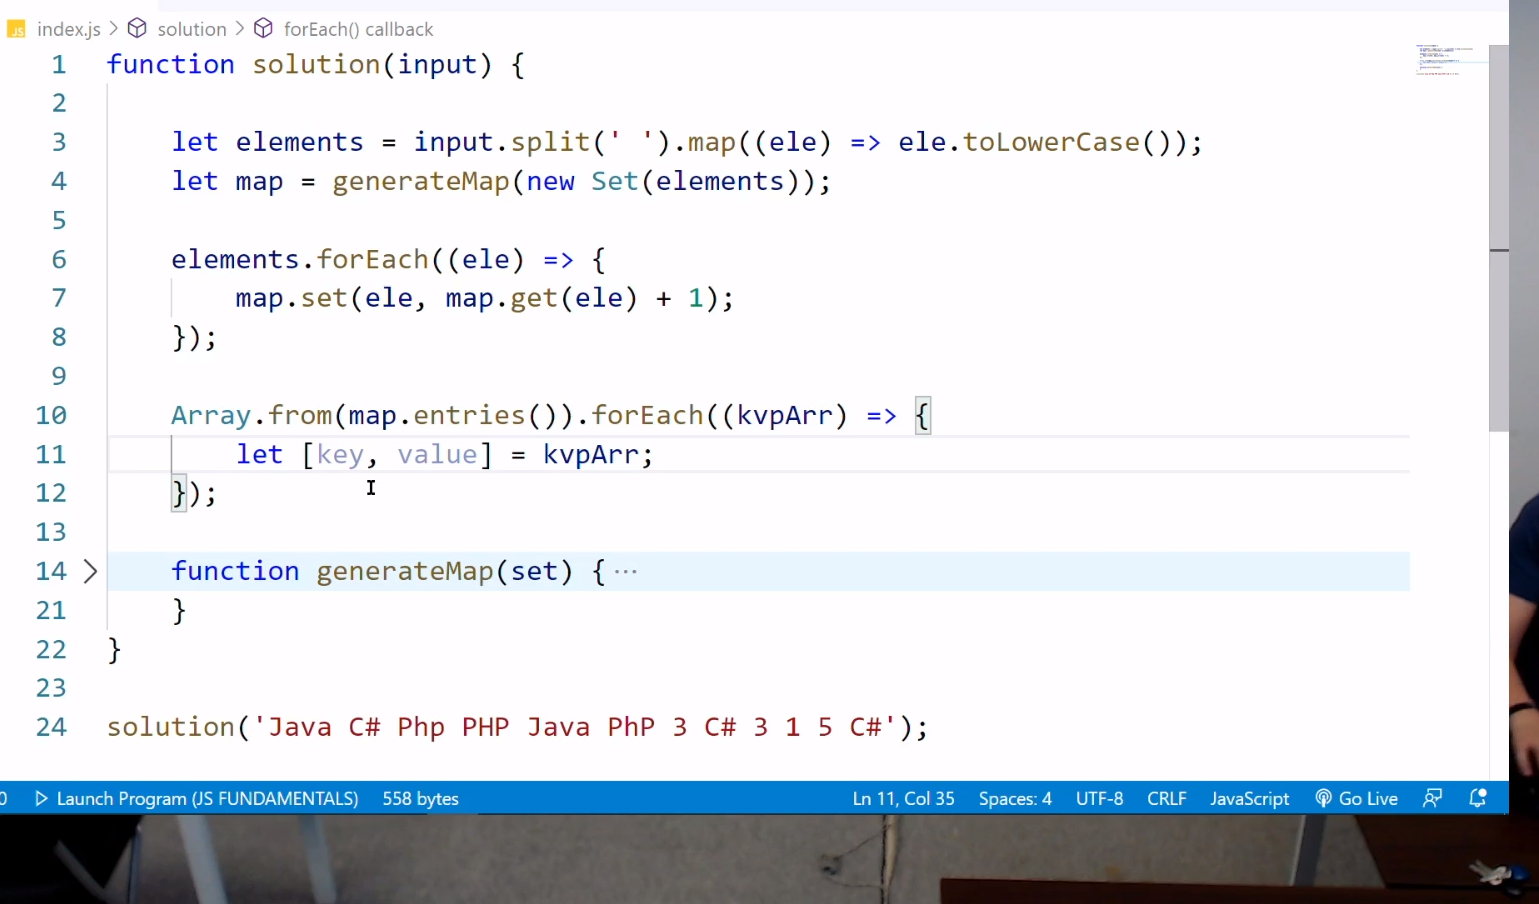 JS index.js > solution > forEach() callback
1 function solution(input) {
2
3 let elements = input.split(' ').map((ele) => ele.toLowerCase());
4 let map = generateMap(new Set(elements));
5
6 elements.forEach((ele) => {
7 map.set(ele, map.get(ele) + 1);
8 });
9
10 Array.from(map.entries()).forEach((kvpArr) => {
11 let [key, value] = kvpArr;
12 });
13
14 function generateMap(set) { ···
21 }
22 }
23
24 solution('Java C# Php PHP Java PhP 3 C# 3 1 5 C#');
0 Launch Program (JS FUNDAMENTALS) 558 bytes Ln 11, Col 35 Spaces: 4 UTF-8 CRLF JavaScript Go Live